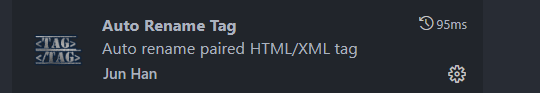 <TAG>
</TAG>
Auto Rename Tag
95ms
Auto rename paired HTML/XML tag
Jun Han